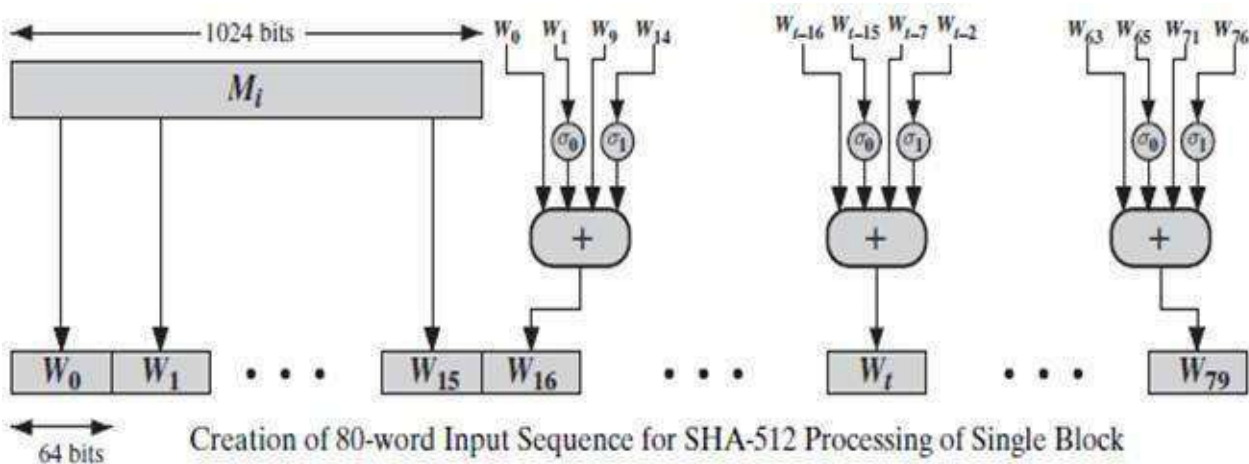 1024 bits
W0 W1 W9 W14
Wt–16 Wt–15 Wt–7 Wt–2
W63 W65 W71 W76
Mi
σ0 σ1
σ0 σ1
σ0 σ1
+
+
+
W0 W1 • • • W15 W16 • • • Wt • • • W79
64 bits
Creation of 80-word Input Sequence for SHA-512 Processing of Single Block